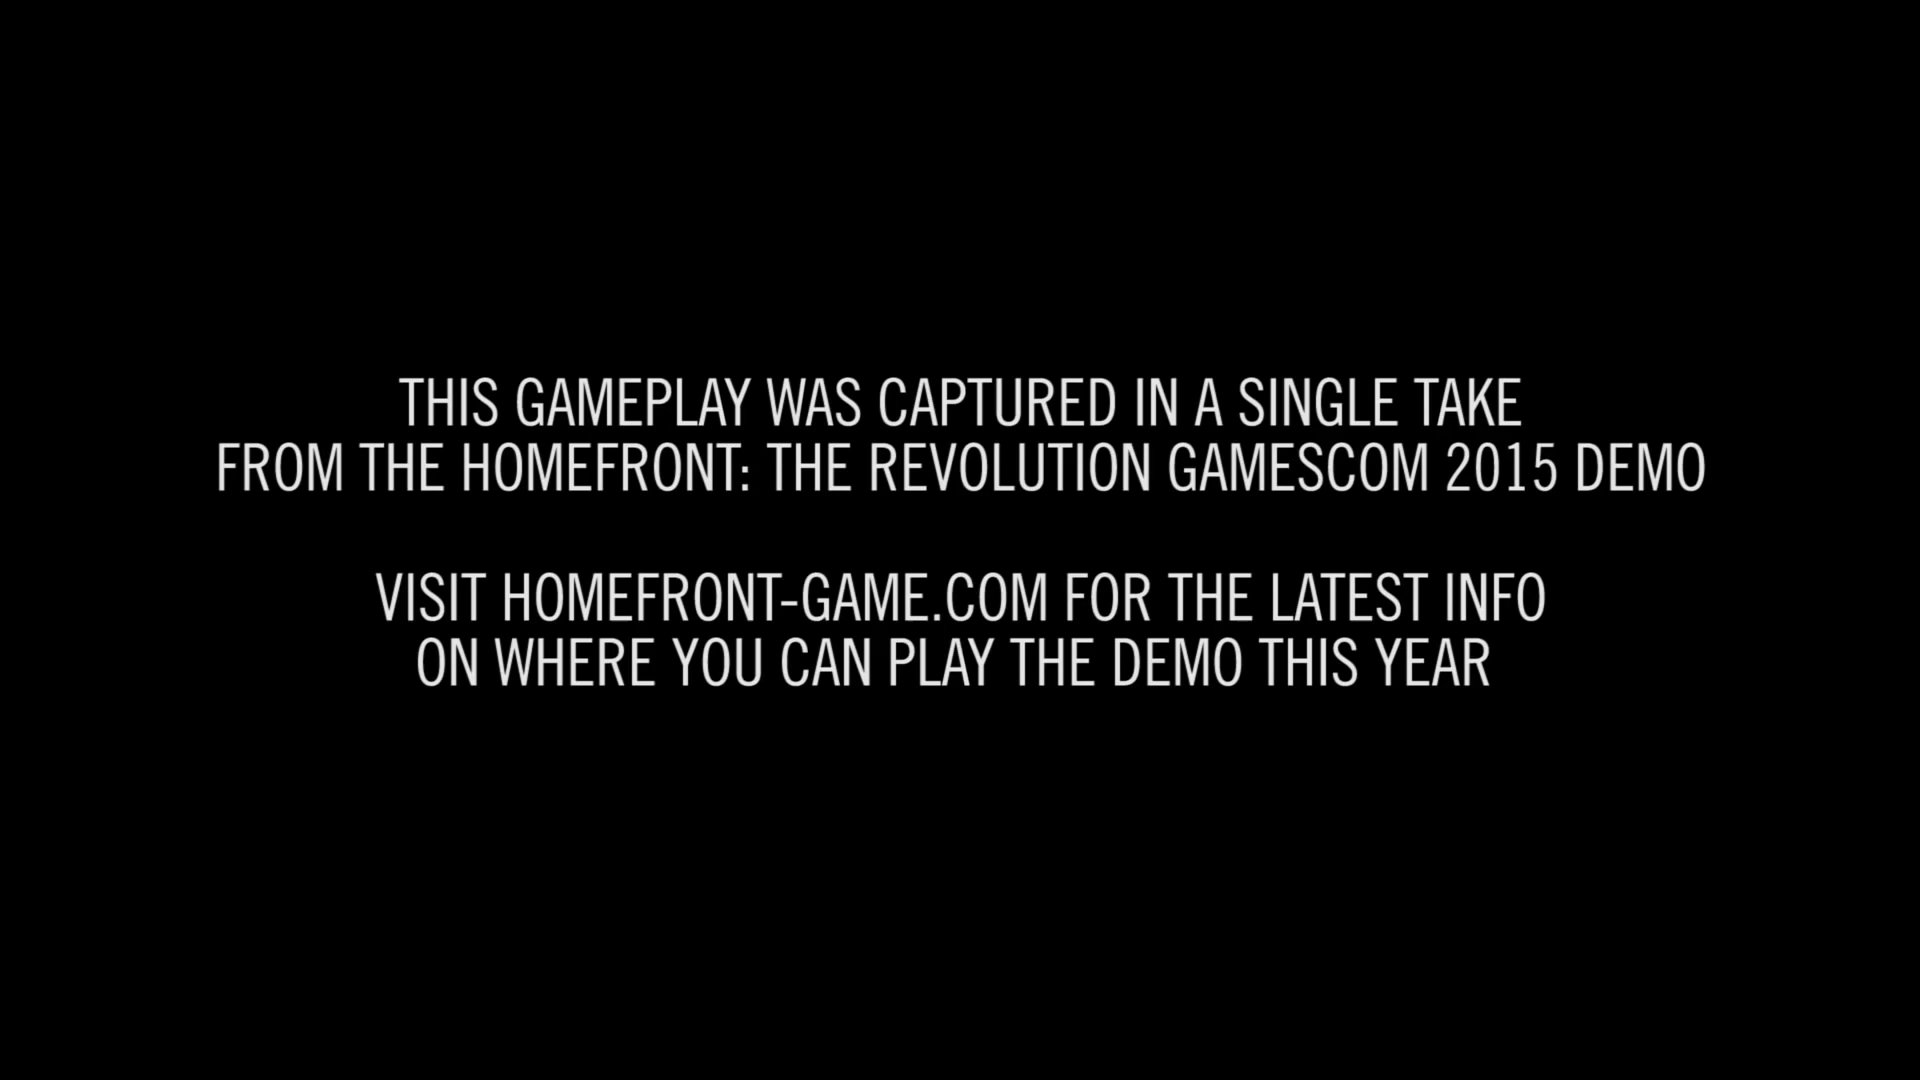 THIS GAMEPLAY WAS CAPTURED IN A SINGLE TAKE
FROM THE HOMEFRONT: THE REVOLUTION GAMESCOM 2015 DEMO
VISIT HOMEFRONT-GAME.COM FOR THE LATEST INFO
ON WHERE YOU CAN PLAY THE DEMO THIS YEAR